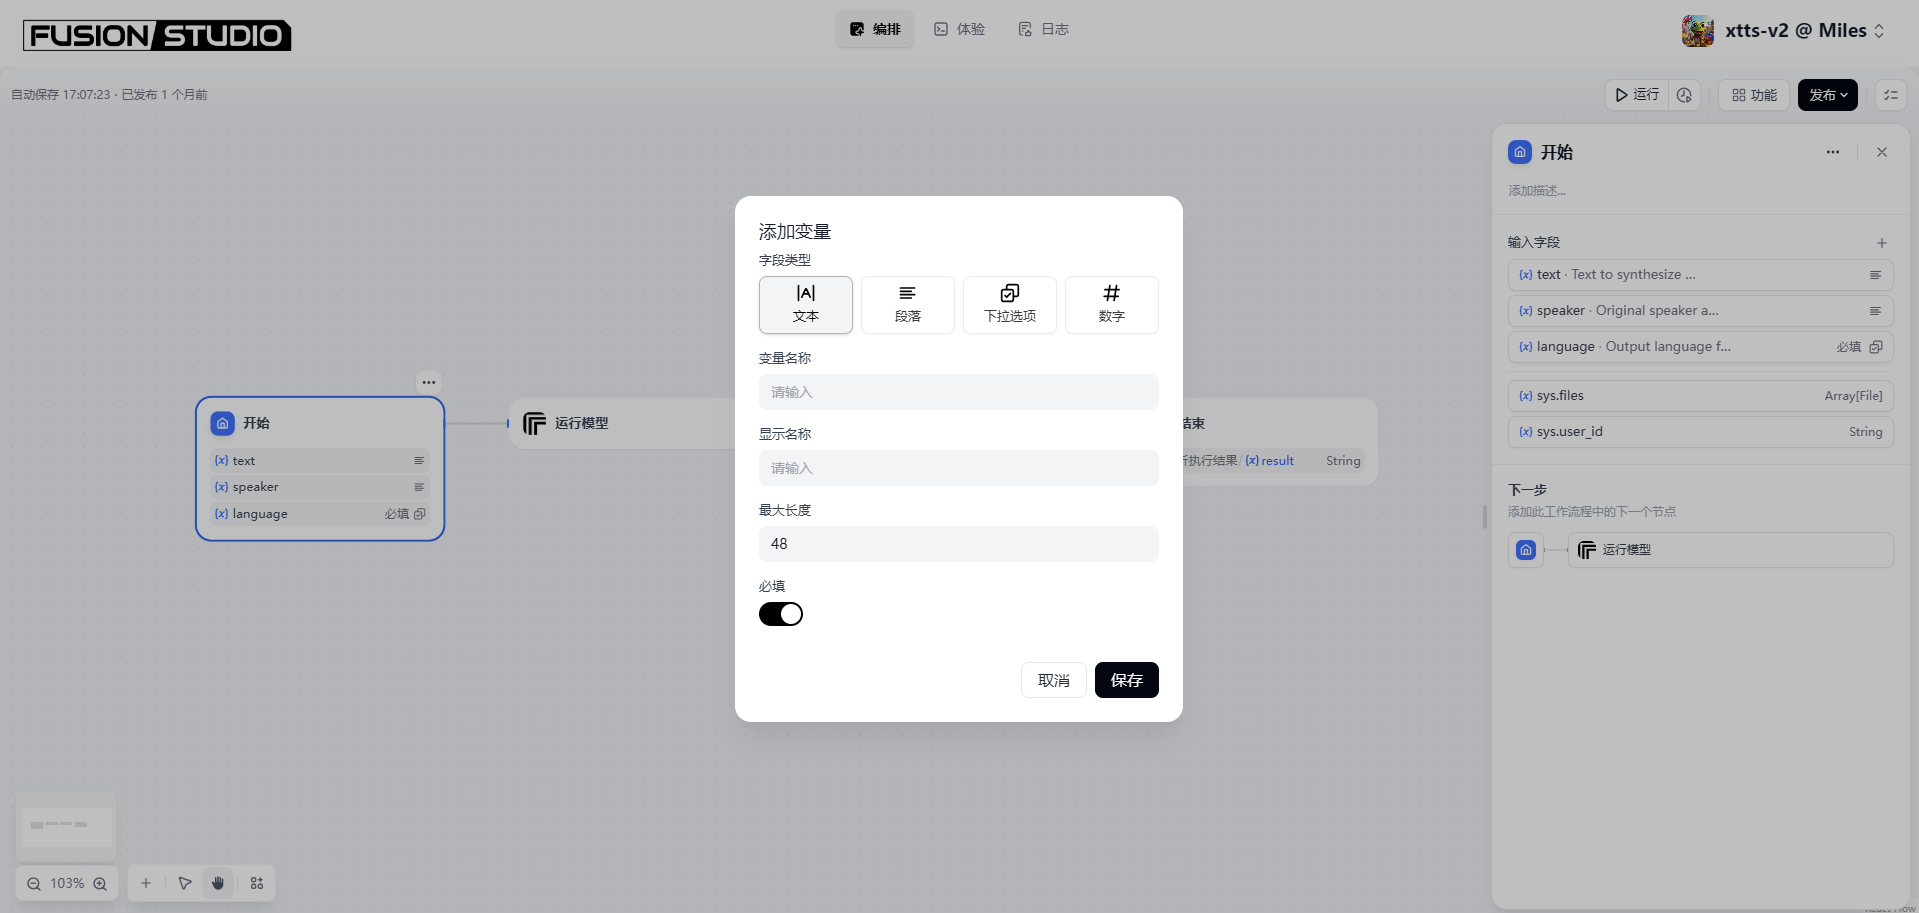 FUSION STUDIO
编排
体验
日志
xtts-v2 @ Miles
自动保存 17:07:23 · 已发布 1 个月前
运行
功能
发布
开始
添加描述...
输入字段
{x} text · Text to synthesize ...
{x} speaker · Original speaker a...
{x} language · Output language f... 必填
{x} sys.files Array[File]
{x} sys.user_id String
下一步
添加此工作流程中的下一个节点
运行模型
添加变量
字段类型
文本
段落
下拉选项
数字
变量名称
请输入
显示名称
请输入
最大长度
48
必填
取消
保存
开始
{x} text
{x} speaker
{x} language 必填
运行模型
结束
执行结果/{x} result String
103%